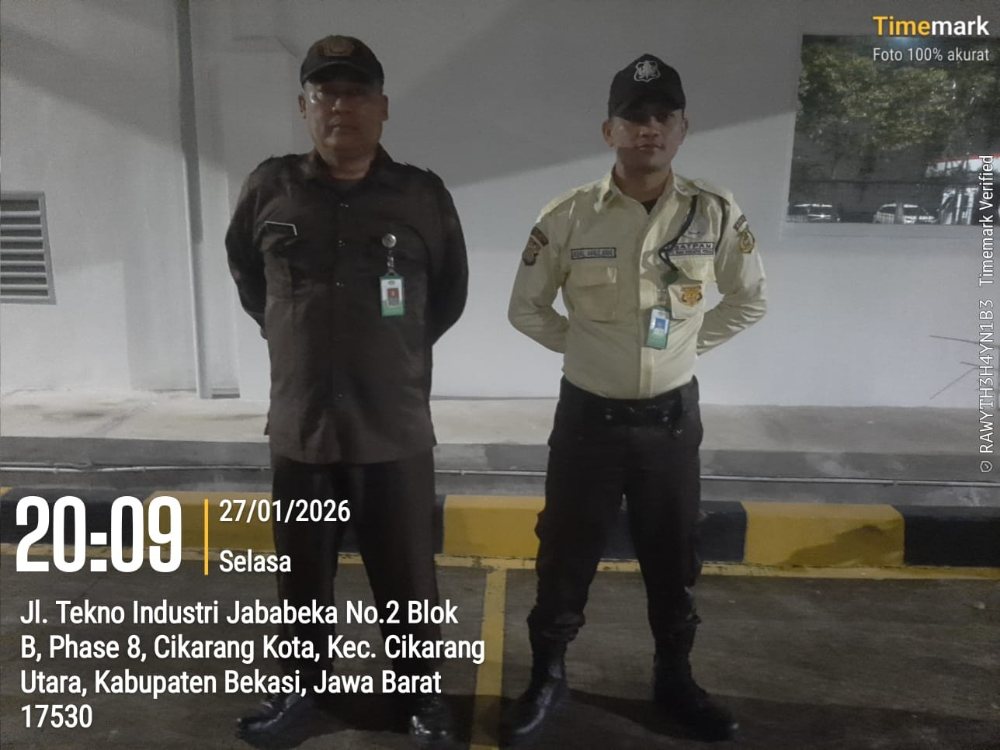 Timemark
Foto 100% akurat
SATPAM
20:09
27/01/2026
Selasa
Jl. Tekno Industri Jababeka No.2 Blok
B, Phase 8, Cikarang Kota, Kec. Cikarang
Utara, Kabupaten Bekasi, Jawa Barat
17530
RAWYTH3H4YN1B3 Timemark Verified